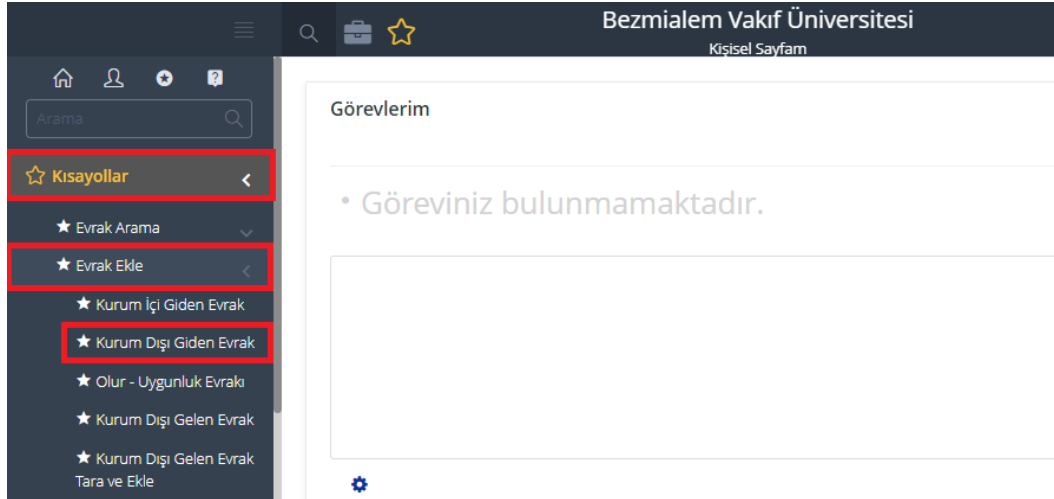 Bezmialem Vakıf Üniversitesi
Kişisel Sayfam
Arama
Kısayollar
Evrak Arama
Evrak Ekle
Kurum İçi Giden Evrak
Kurum Dışı Giden Evrak
Olur - Uygunluk Evrakı
Kurum Dışı Gelen Evrak
Kurum Dışı Gelen Evrak
Tara ve Ekle
Görevlerim
• Göreviniz bulunmamaktadır.